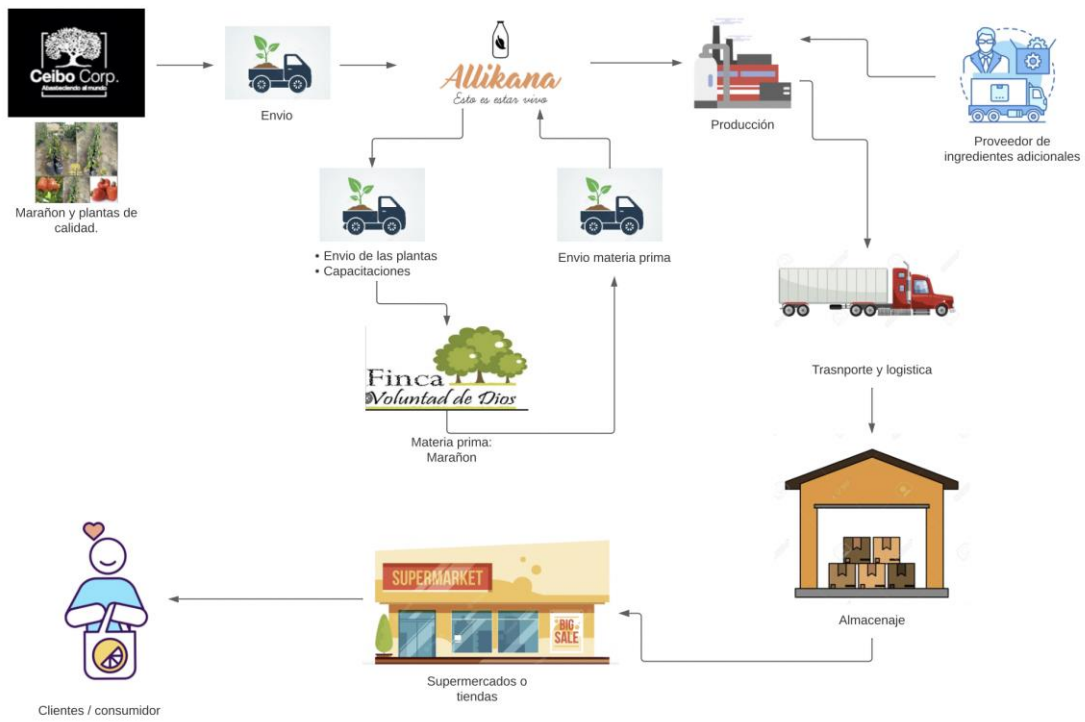 Ceibo Corp.
Abasteciendo al mundo
Marañon y plantas de
calidad.
Envio
Allikana
Esto es estar vivo
Producción
Proveedor de
ingredientes adicionales
• Envio de las plantas
• Capacitaciones
Envio materia prima
Finca
Voluntad de Dios
Materia prima:
Marañon
Trasnporte y logistica
Almacenaje
SUPERMARKET
BIG
SALE
Supermercados o
tiendas
Clientes / consumidor